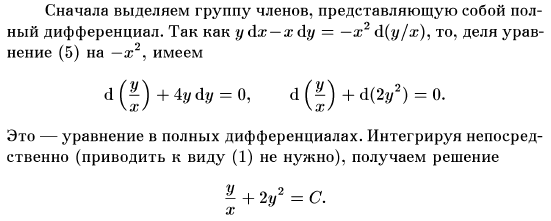 Сначала выделяем группу членов, представляющую собой пол-
ный дифференциал. Так как y dx−x dy = −x² d(y/x), то, деля урав-
нение (5) на −x², имеем
d (y/x) + 4y dy = 0, d (y/x) + d(2y²) = 0.
Это — уравнение в полных дифференциалах. Интегрируя непосред-
ственно (приводить к виду (1) не нужно), получаем решение
y/x + 2y² = C.